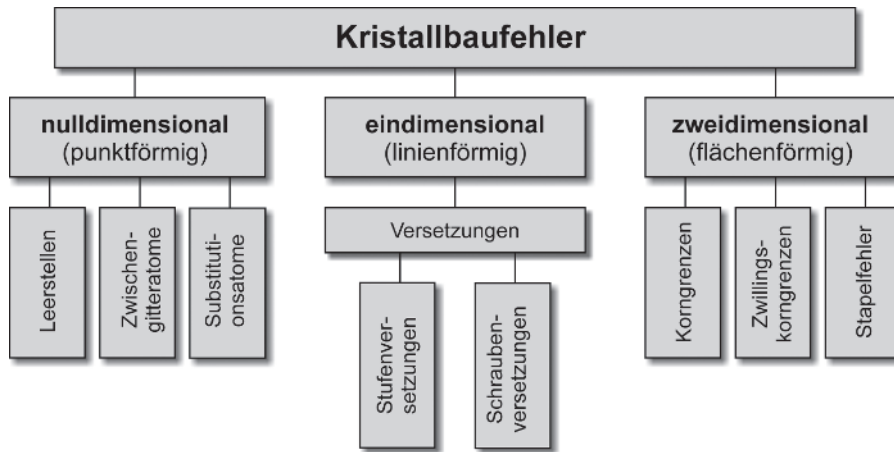 Kristallbaufehler
nulldimensional
(punktförmig)
eindimensional
(linienförmig)
zweidimensional
(flächenförmig)
Leerstellen
Zwischen-
gitteratome
Substituti-
onsatome
Versetzungen
Stufenver-
setzungen
Schrauben-
versetzungen
Korngrenzen
Zwillings-
korngrenzen
Stapelfehler